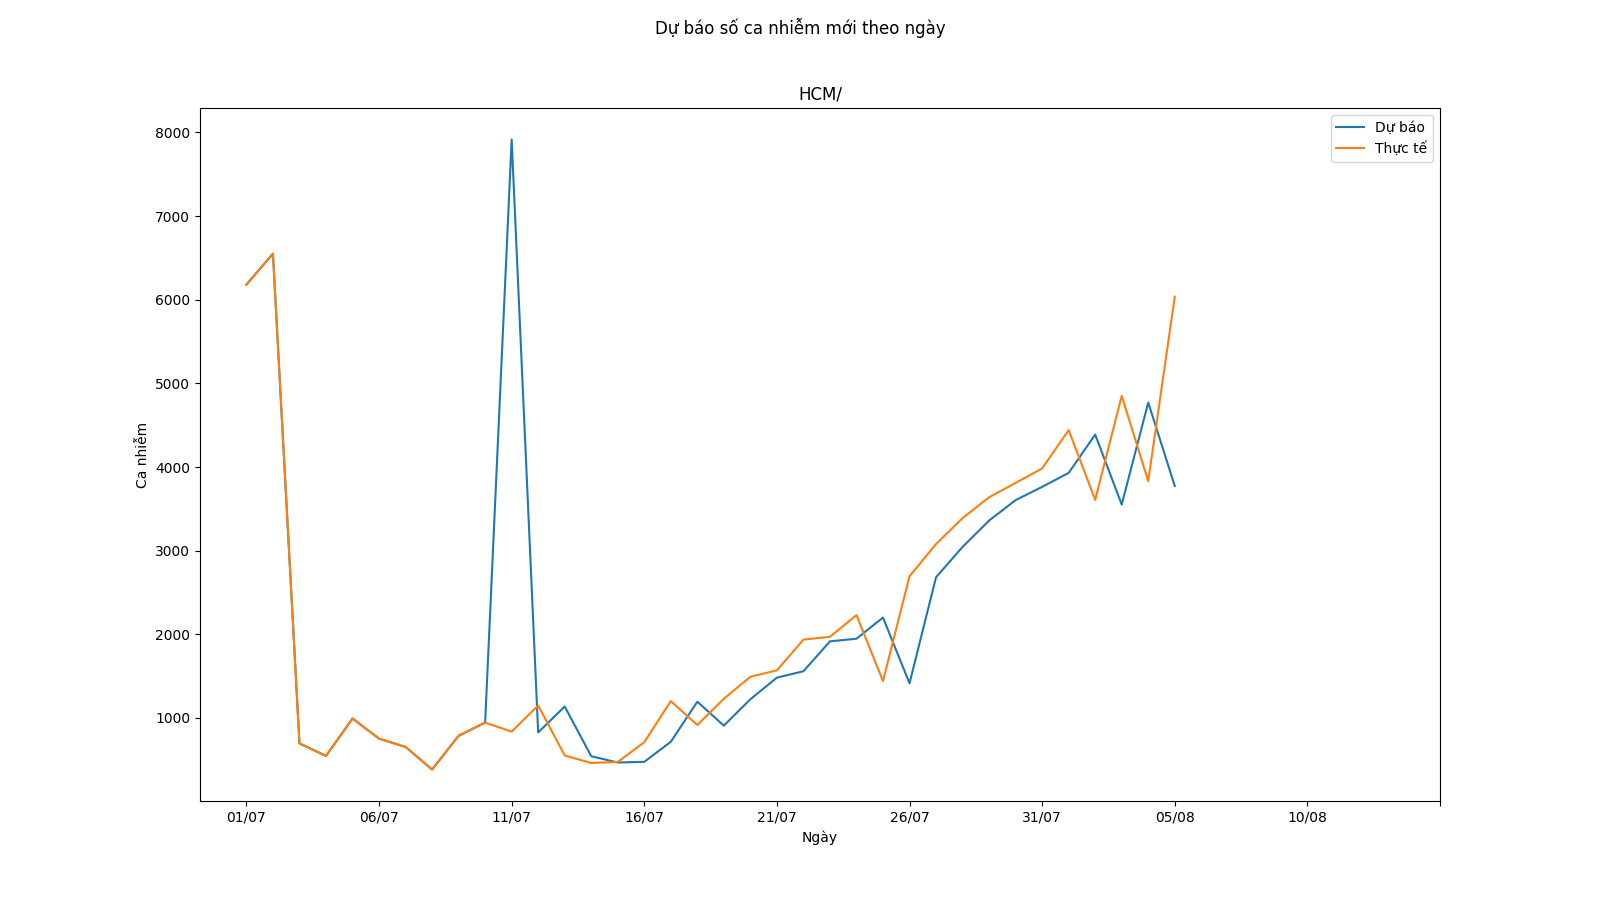 Dự báo số ca nhiễm mới theo ngày
HCM/
Dự báo
Thực tế
8000
7000
6000
5000
4000
3000
2000
1000
Ca nhiễm
01/07 06/07 11/07 16/07 21/07 26/07 31/07 05/08 10/08
Ngày